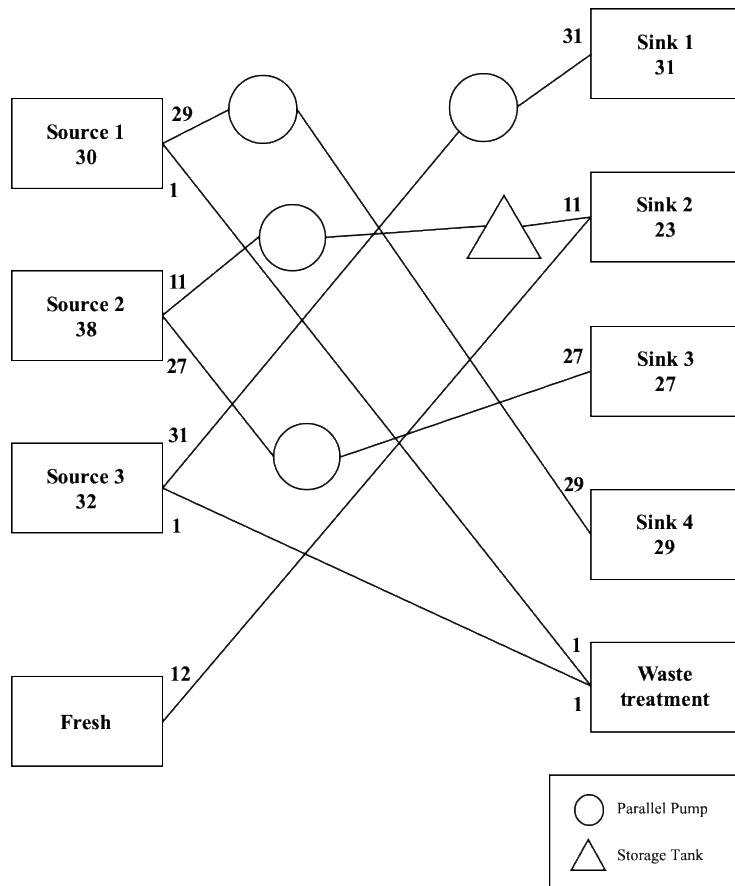 31
Sink 1
31
29
Source 1
30
1
11
Sink 2
23
11
Source 2
38
27
27
Sink 3
27
31
Source 3
32
1
29
Sink 4
29
12
Fresh
1
Waste
treatment
1
Parallel Pump
Storage Tank